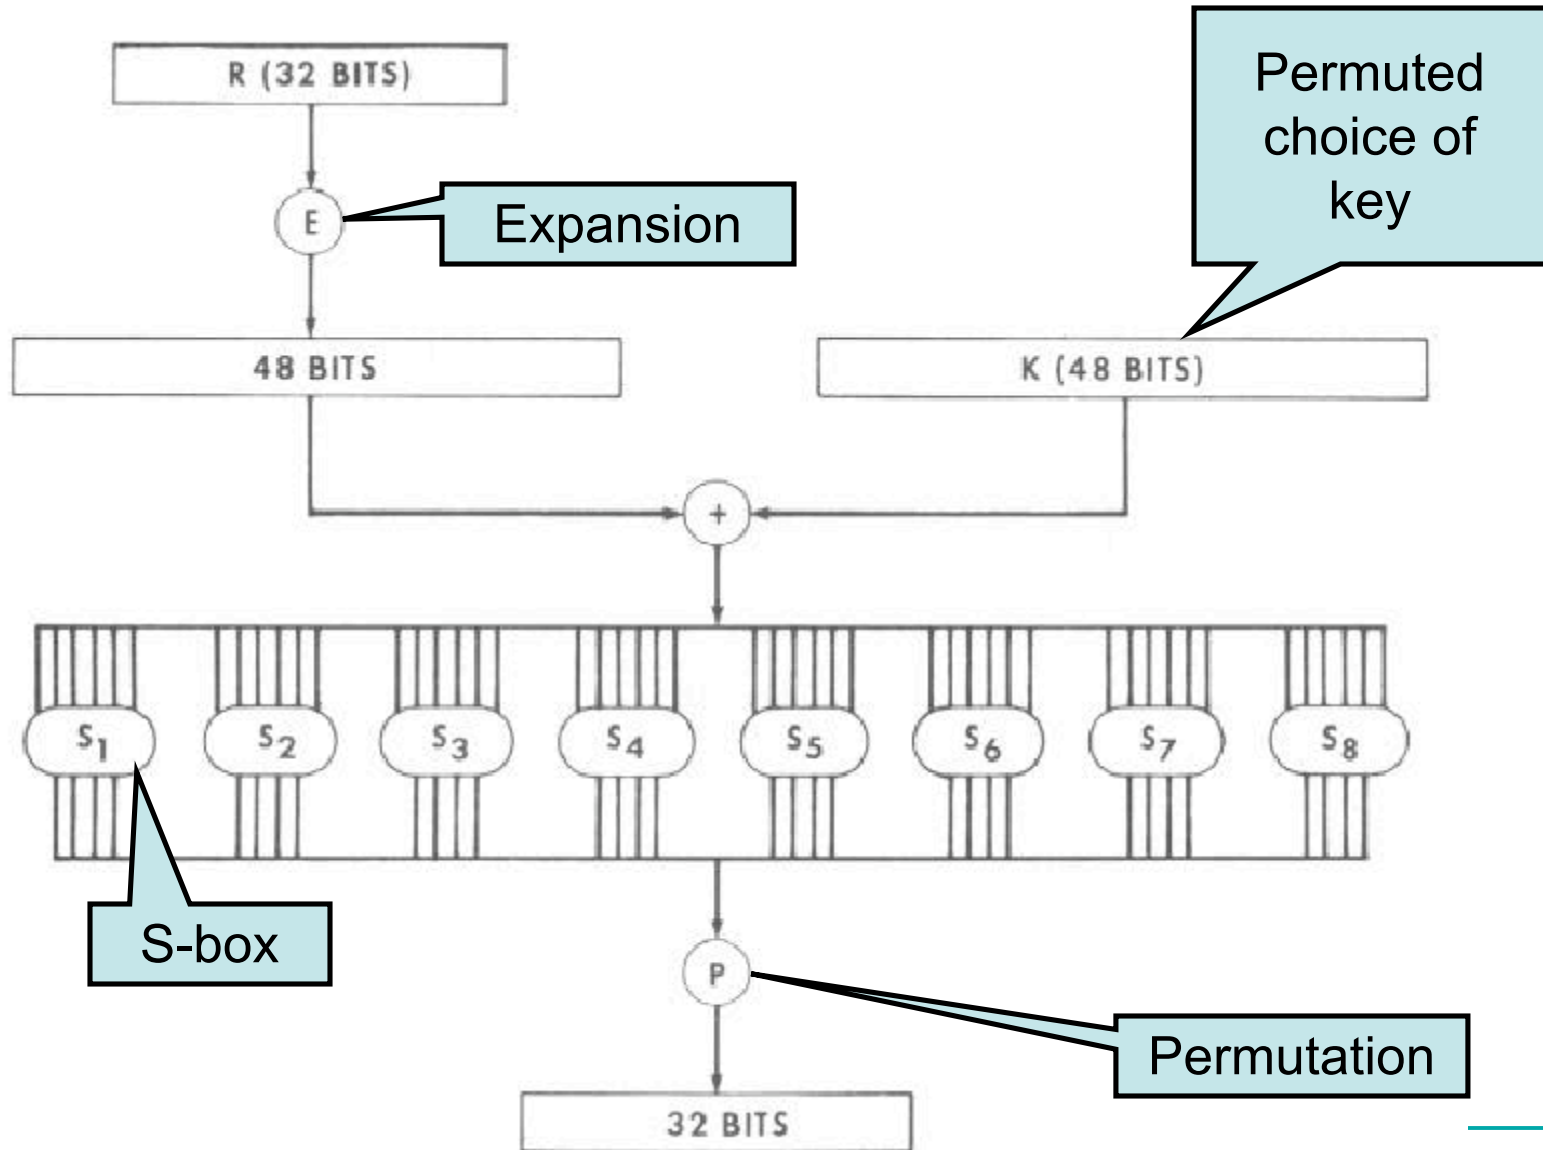 R (32 BITS)
Permuted
choice of
key
E
Expansion
48 BITS
K (48 BITS)
+
S1
S2
S3
S4
S5
S6
S7
S8
S-box
P
Permutation
32 BITS